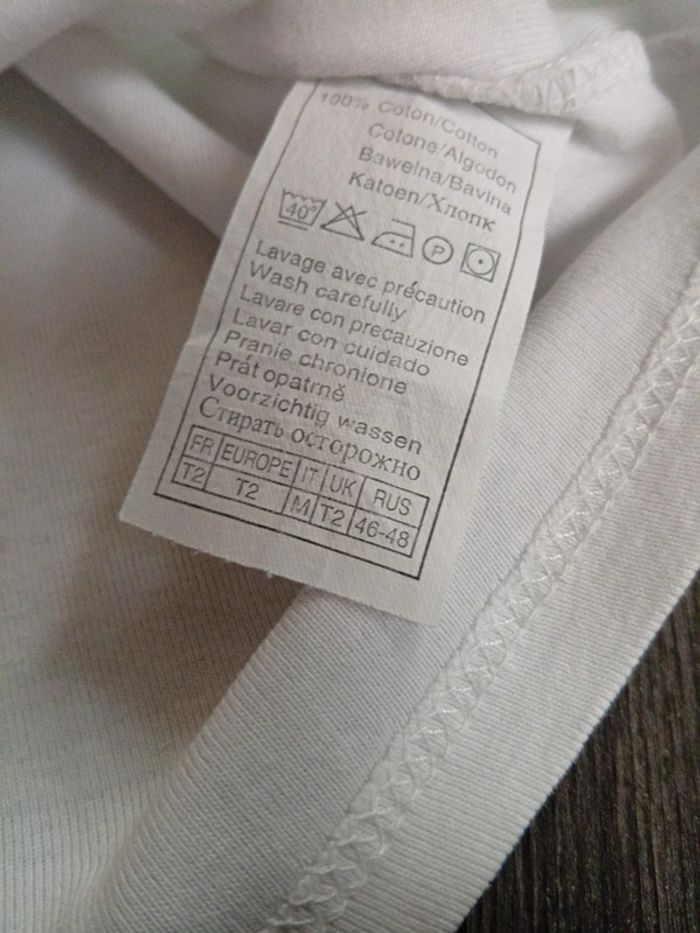 100% Coton/Cotton
Cotone/Algodon
Bawełna/Bavlna
Katoen/Хлопк
40° P
Lavage avec précaution
Wash carefully
Lavare con precauzione
Lavar con cuidado
Pranie chronione
Prát opatrně
Voorzichtig wassen
Стирать осторожно
FR EUROPE IT UK RUS
T2 T2 M T2 46-48